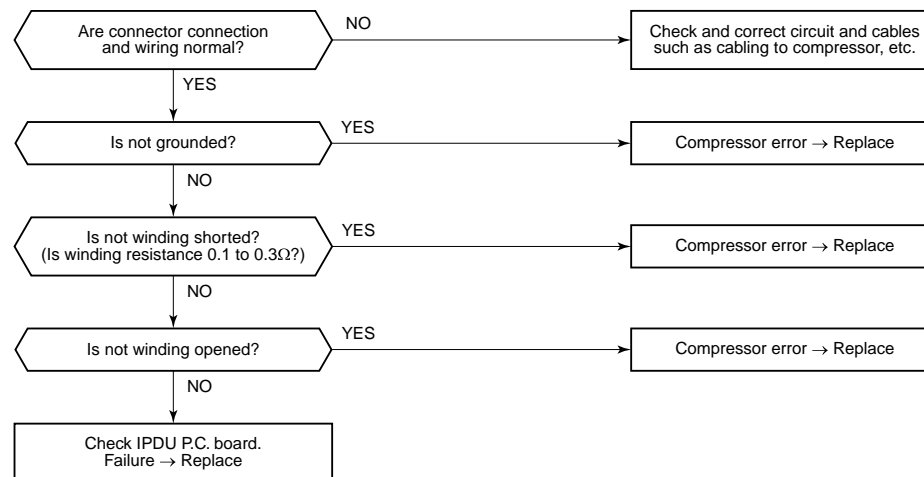 Are connector connection
and wiring normal?
NO
Check and correct circuit and cables
such as cabling to compressor, etc.
YES
Is not grounded?
YES
Compressor error → Replace
NO
Is not winding shorted?
(Is winding resistance 0.1 to 0.3Ω?)
YES
Compressor error → Replace
NO
Is not winding opened?
YES
Compressor error → Replace
NO
Check IPDU P.C. board.
Failure → Replace